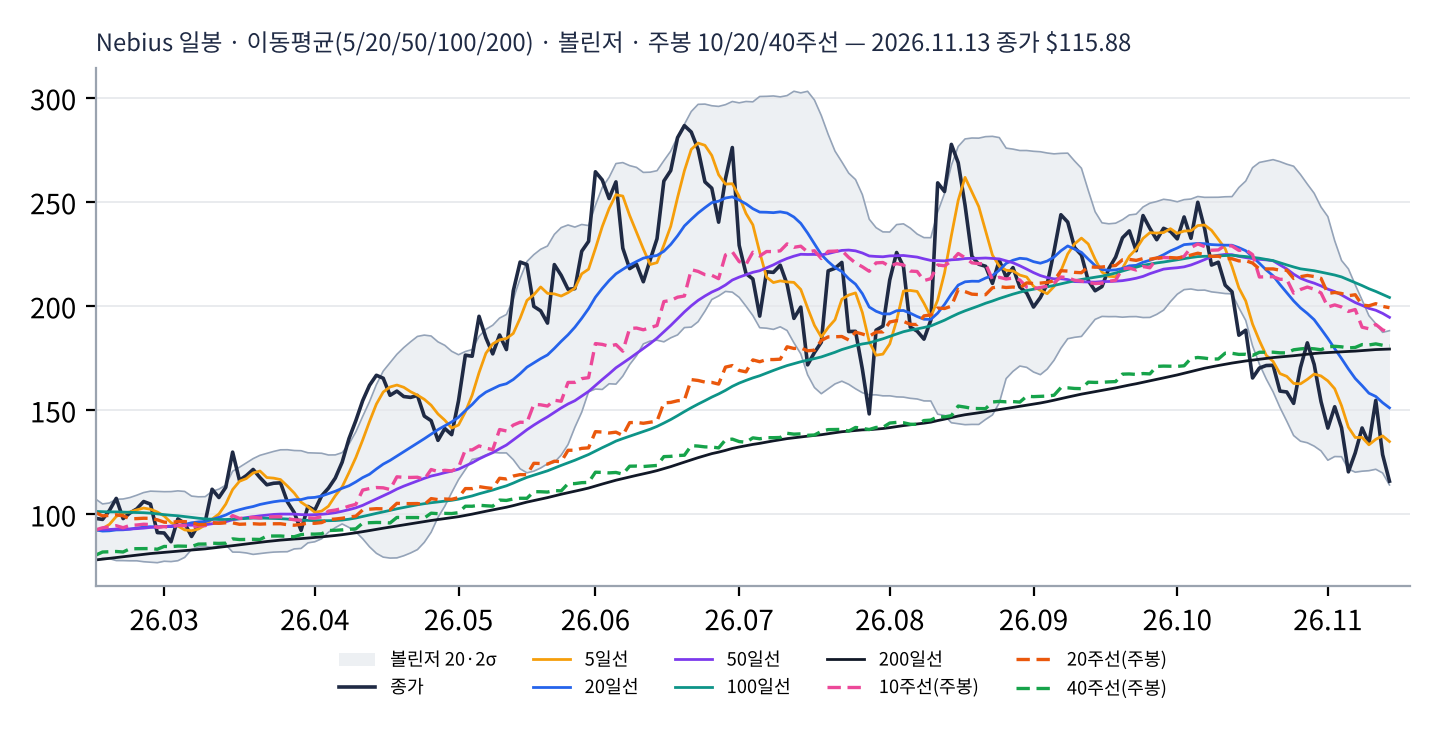 Nebius 일봉 · 이동평균(5/20/50/100/200) · 볼린저 · 주봉 10/20/40주선 — 2026.11.13 종가 $115.88
300
250
200
150
100
26.03 26.04 26.05 26.06 26.07 26.08 26.09 26.10 26.11
볼린저 20·2σ 5일선 50일선 200일선 20주선(주봉)
종가 20일선 100일선 10주선(주봉) 40주선(주봉)